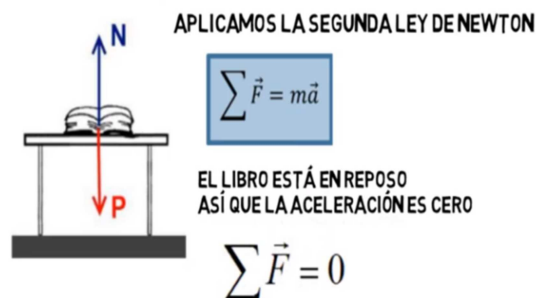 APLICAMOS LA SEGUNDA LEY DE NEWTON
N
∑F⃗ = ma⃗
EL LIBRO ESTÁ EN REPOSO
ASÍ QUE LA ACELERACIÓN ES CERO
P
∑F⃗ = 0